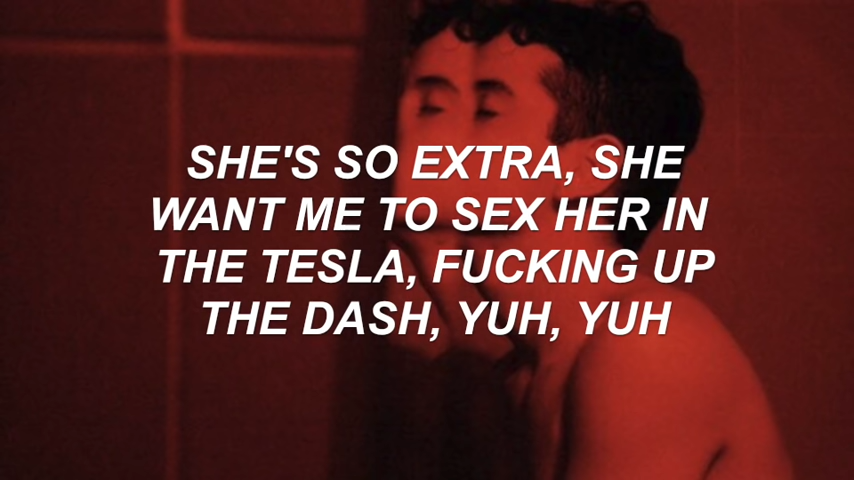 SHE'S SO EXTRA, SHE
WANT ME TO SEX HER IN
THE TESLA, FUCKING UP
THE DASH, YUH, YUH